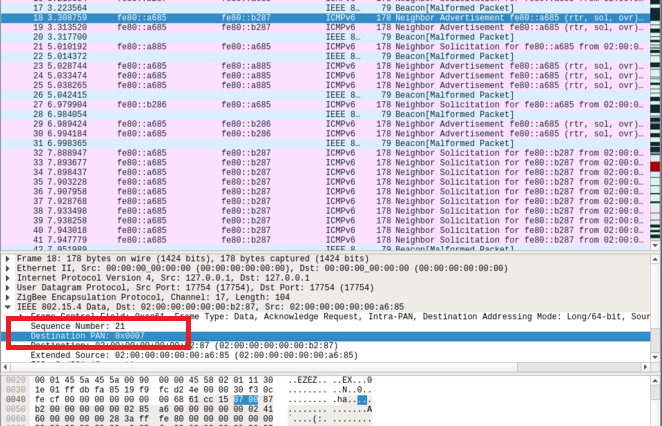 17 3.223564 IEEE 8… 79 Beacon[Malformed Packet]
18 3.308759 fe80::a685 fe80::b287 ICMPv6 178 Neighbor Advertisement fe80::a685 (rtr, sol, ovr)…
19 3.313520 fe80::a685 fe80::b287 ICMPv6 178 Neighbor Advertisement fe80::a685 (rtr, sol, ovr)…
20 3.317700 IEEE 8… 79 Beacon[Malformed Packet]
21 5.010192 fe80::a885 fe80::a685 ICMPv6 178 Neighbor Solicitation for fe80::a685 from 02:00:0…
22 5.014372 IEEE 8… 79 Beacon[Malformed Packet]
23 5.028744 fe80::a685 fe80::a885 ICMPv6 178 Neighbor Advertisement fe80::a685 (rtr, sol, ovr)…
24 5.033474 fe80::a685 fe80::a885 ICMPv6 178 Neighbor Advertisement fe80::a685 (rtr, sol, ovr)…
25 5.038265 fe80::a685 fe80::a885 ICMPv6 178 Neighbor Advertisement fe80::a685 (rtr, sol, ovr)…
26 5.042415 IEEE 8… 79 Beacon[Malformed Packet]
27 6.979904 fe80::b286 fe80::a685 ICMPv6 178 Neighbor Solicitation for fe80::a685 from 02:00:0…
28 6.984054 IEEE 8… 79 Beacon[Malformed Packet]
29 6.989424 fe80::a685 fe80::b286 ICMPv6 178 Neighbor Advertisement fe80::a685 (rtr, sol, ovr)…
30 6.994184 fe80::a685 fe80::b286 ICMPv6 178 Neighbor Advertisement fe80::a685 (rtr, sol, ovr)…
31 6.998365 IEEE 8… 79 Beacon[Malformed Packet]
32 7.888947 fe80::a685 fe80::b287 ICMPv6 178 Neighbor Solicitation for fe80::b287 from 02:00:0…
33 7.893677 fe80::a685 fe80::b287 ICMPv6 178 Neighbor Solicitation for fe80::b287 from 02:00:0…
34 7.898437 fe80::a685 fe80::b287 ICMPv6 178 Neighbor Solicitation for fe80::b287 from 02:00:0…
35 7.903228 fe80::a685 fe80::b287 ICMPv6 178 Neighbor Solicitation for fe80::b287 from 02:00:0…
36 7.907958 fe80::a685 fe80::b287 ICMPv6 178 Neighbor Solicitation for fe80::b287 from 02:00:0…
37 7.928768 fe80::a685 fe80::b287 ICMPv6 178 Neighbor Solicitation for fe80::b287 from 02:00:0…
38 7.933498 fe80::a685 fe80::b287 ICMPv6 178 Neighbor Solicitation for fe80::b287 from 02:00:0…
39 7.938258 fe80::a685 fe80::b287 ICMPv6 178 Neighbor Solicitation for fe80::b287 from 02:00:0…
40 7.943018 fe80::a685 fe80::b287 ICMPv6 178 Neighbor Solicitation for fe80::b287 from 02:00:0…
41 7.947779 fe80::a685 fe80::b287 ICMPv6 178 Neighbor Solicitation for fe80::b287 from 02:00:0…
42 7.951989 IEEE 8… 79 Beacon[Malformed Packet]
Frame 18: 178 bytes on wire (1424 bits), 178 bytes captured (1424 bits)
Ethernet II, Src: 00:00:00_00:00:00 (00:00:00:00:00:00), Dst: 00:00:00_00:00:00 (00:00:00:00:00:00)
Internet Protocol Version 4, Src: 127.0.0.1, Dst: 127.0.0.1
User Datagram Protocol, Src Port: 17754 (17754), Dst Port: 17754 (17754)
ZigBee Encapsulation Protocol, Channel: 17, Length: 104
IEEE 802.15.4 Data, Dst: 02:00:00:00:00:00:b2:87, Src: 02:00:00:00:00:00:a6:85
Frame Control Field: 0xcc61, Frame Type: Data, Acknowledge Request, Intra-PAN, Destination Addressing Mode: Long/64-bit, Sour
Sequence Number: 21
Destination PAN: 0x0007
Destination: 02:00:00:00:00:00:b2:87 (02:00:00:00:00:00:b2:87)
Extended Source: 02:00:00:00:00:00:a6:85 (02:00:00:00:00:00:a6:85)
0020 00 01 45 5a 45 5a 00 90 00 00 45 58 02 01 11 30 ..EZEZ.. ..EX...0
0030 1e 01 ff db fa 85 19 f9 fc d2 4e 00 00 30 f3 0c ........ ..N..0..
0040 fe cf 00 00 00 00 00 00 00 68 61 cc 15 07 00 87 ........ .ha.....
0050 b2 00 00 00 00 00 02 85 a6 00 00 00 00 00 02 41 ........ .......A
0060 60 00 00 00 00 28 3a ff fe 80 00 00 00 00 00 00 `....(:. ........